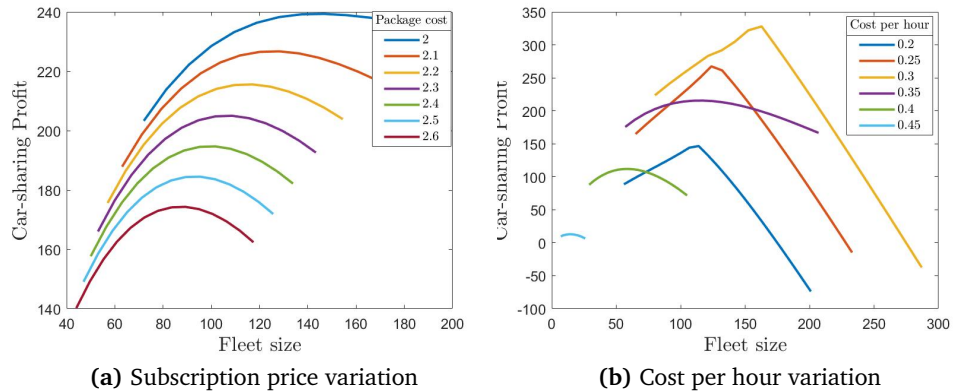 Package cost
2
2.1
2.2
2.3
2.4
2.5
2.6
Car-sharing Profit
240
220
200
180
160
140
40 60 80 100 120 140 160 180 200
Fleet size
(a) Subscription price variation
Cost per hour
0.2
0.25
0.3
0.35
0.4
0.45
Car-sharing Profit
350
300
250
200
150
100
50
0
-50
-100
0 50 100 150 200 250 300
Fleet size
(b) Cost per hour variation